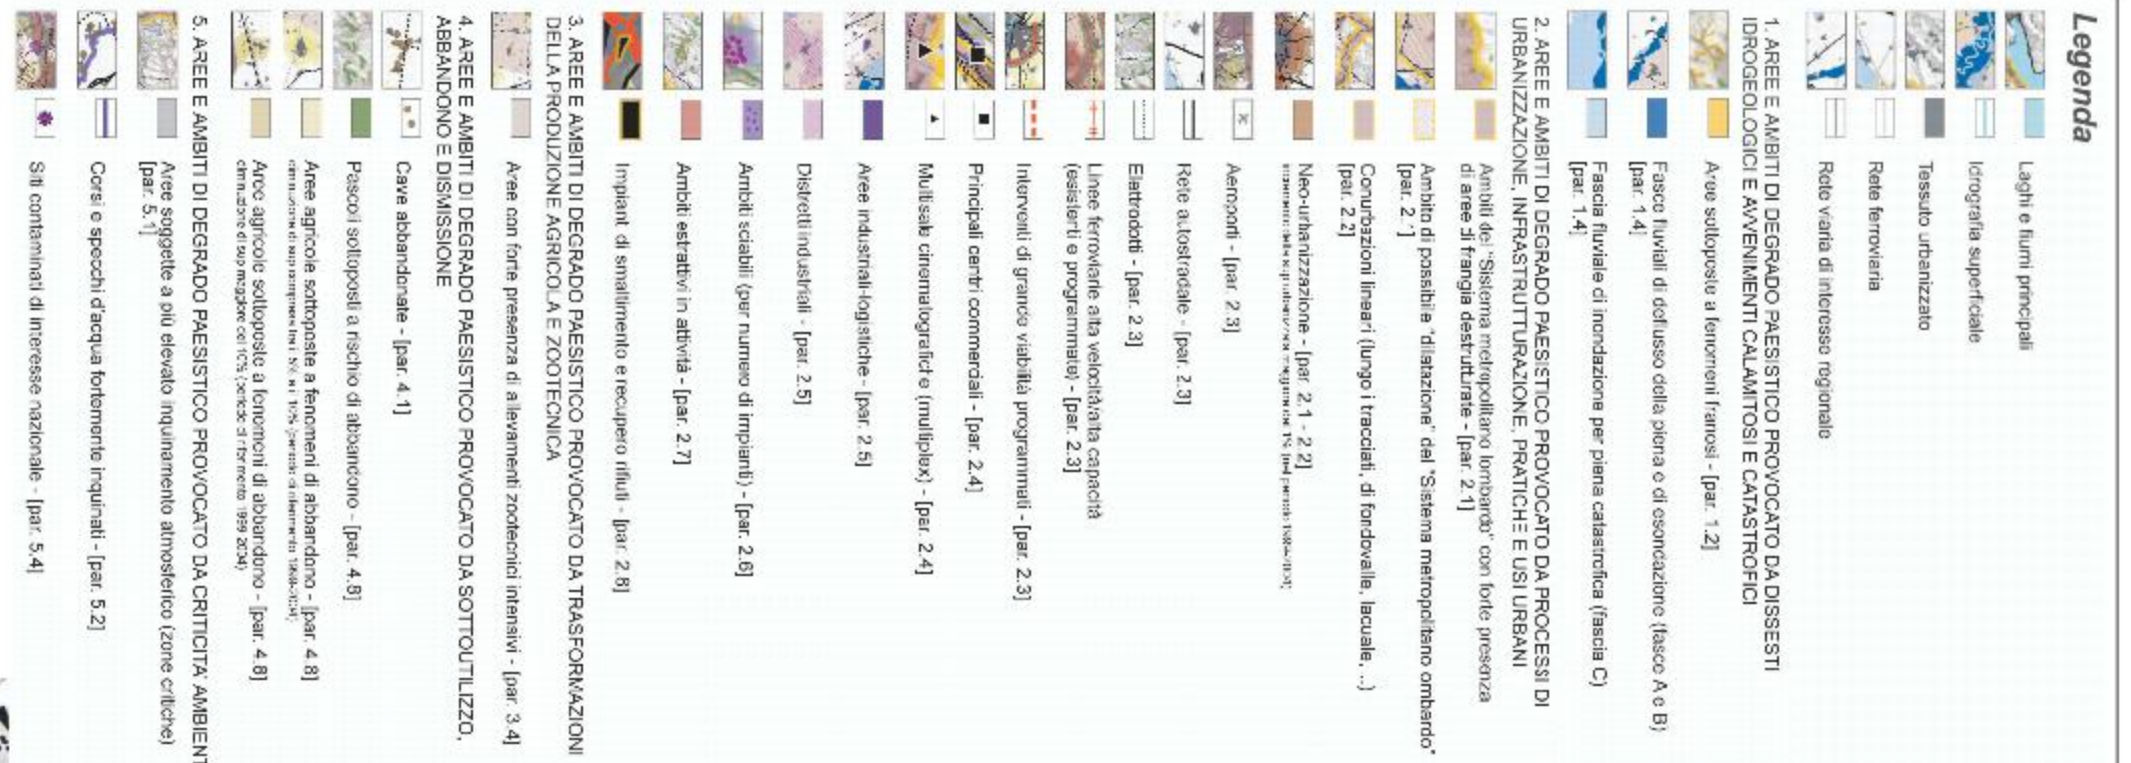 Legenda
Laghi e fiumi principali
Idrografia superficiale
Tessuto urbanizzato
Rete ferroviaria
Rete viaria di interesse regionale
1. AREE E AMBITI DI DEGRADO PAESISTICO PROVOCATO DA DISSESTI
IDROGEOLOGICI E AVVENIMENTI CALAMITOSI E CATASTROFICI
Aree sottoposte a fenomeni franosi - [par. 1.2]
Fasce fluviali di deflusso della piena e di esondazione (fasce A e B)
[par. 1.4]
Fascia fluviale di inondazione per piena catastrofica (fascia C)
[par. 1.4]
2. AREE E AMBITI DI DEGRADO PAESISTICO PROVOCATO DA PROCESSI DI
URBANIZZAZIONE, INFRASTRUTTURAZIONE, PRATICHE E USI URBANI
Ambiti del "Sistema metropolitano lombardo" con forte presenza
di aree di frangia destrutturate - [par. 2.1]
Ambito di possibile "dilatazione" del "Sistema metropolitano lombardo"
[par. 2.1]
Conurbazioni lineari (lungo i tracciati, di fondovalle, lacuale, ..)
[par. 2.2]
Neo-urbanizzazione - [par. 2.1 - 2.2]
Aeroporti - [par. 2.3]
Rete autostradale - [par. 2.3]
Elettrodotti - [par. 2.3]
Linee ferroviarie alta velocità/alta capacità
(esistenti e programmate) - [par. 2.3]
Interventi di grande viabilità programmati - [par. 2.3]
Principali centri commerciali - [par. 2.4]
Multisale cinematografiche (multiplex) - [par. 2.4]
Aree industriali-logistiche - [par. 2.5]
Distretti industriali - [par. 2.5]
Ambiti sciabili (per numero di impianti) - [par. 2.6]
Ambiti estrattivi in attività - [par. 2.7]
Impianti di smaltimento e recupero rifiuti - [par. 2.8]
3. AREE E AMBITI DI DEGRADO PAESISTICO PROVOCATO DA TRASFORMAZIONI
DELLA PRODUZIONE AGRICOLA E ZOOTECNICA
Aree con forte presenza di allevamenti zootecnici intensivi - [par. 3.4]
4. AREE E AMBITI DI DEGRADO PAESISTICO PROVOCATO DA SOTTOUTILIZZO,
ABBANDONO E DISMISSIONE
Cave abbandonate - [par. 4.1]
Pascoli sottoposti a rischio di abbandono - [par. 4.8]
Aree agricole sottoposte a fenomeni di abbandono - [par. 4.8]
Aree agricole sottoposte a fenomeni di abbandono - [par. 4.8]
diminuzione di sup. maggiore del 10% (periodo di riferimento 1999-2004)
5. AREE E AMBITI DI DEGRADO PAESISTICO PROVOCATO DA CRITICITA' AMBIENT
Aree soggette a più elevato inquinamento atmosferico (zone critiche)
[par. 5.1]
Corsi e specchi d'acqua fortemente inquinati - [par. 5.2]
Siti contaminati di interesse nazionale - [par. 5.4]